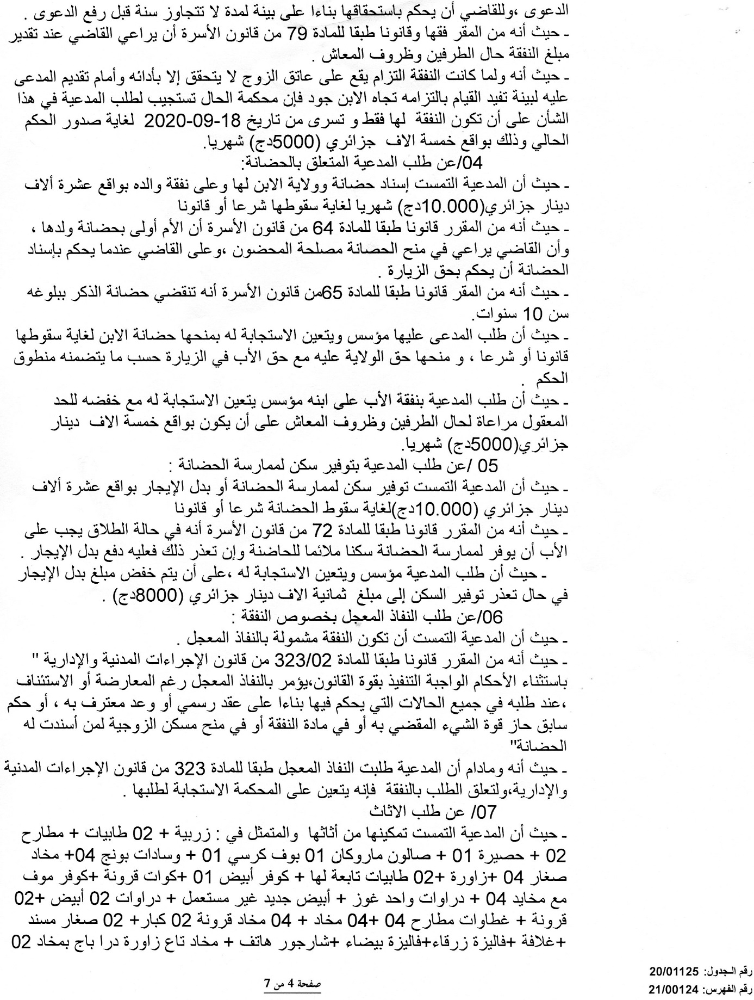 الدعوى ،وللقاضي أن يحكم باستحقاقها بناءا على بينة لمدة لا تتجاوز سنة قبل رفع الدعوى .
ـ حيث أنه من المقر فقها وقانونا طبقا للمادة 79 من قانون الأسرة أن يراعي القاضي عند تقدير
مبلغ النفقة حال الطرفين وظروف المعاش .
ـ حيث أنه ولما كانت النفقة التزام يقع على عاتق الزوج لا يتحقق إلا بأدائه وأمام تقديم المدعى
عليه لبينة تفيد القيام بالتزامه تجاه الابن جود فإن محكمة الحال تستجيب لطلب المدعية في هذا
الشأن على أن تكون النفقة لها فقط و تسرى من تاريخ 18-09-2020 لغاية صدور الحكم
الحالي وذلك بواقع خمسة الاف جزائري (5000دج) شهريا.
04/عن طلب المدعية المتعلق بالحضانة:
ـ حيث أن المدعية التمست إسناد حضانة وولاية الابن لها وعلى نفقة والده بواقع عشرة ألاف
دينار جزائري(10.000دج) شهريا لغاية سقوطها شرعا أو قانونا
ـ حيث أنه من المقرر قانونا طبقا للمادة 64 من قانون الأسرة أن الأم أولى بحضانة ولدها ،
وأن القاضي يراعي في منح الحصانة مصلحة المحضون ،وعلى القاضي عندما يحكم بإسناد
الحضانة أن يحكم بحق الزيارة .
ـ حيث أنه من المقر قانونا طبقا للمادة 65من قانون الأسرة أنه تنقضي حضانة الذكر ببلوغه
سن 10 سنوات.
ـ حيث أن طلب المدعى عليها مؤسس ويتعين الاستجابة له بمنحها حضانة الابن لغاية سقوطها
قانونا أو شرعا ، و منحها حق الولاية عليه مع حق الأب في الزيارة حسب ما يتضمنه منطوق
الحكم .
ـ حيث أن طلب المدعية بنفقة الأب على ابنه مؤسس يتعين الاستجابة له مع خفضه للحد
المعقول مراعاة لحال الطرفين وظروف المعاش على أن يكون بواقع خمسة الاف دينار
جزائري(5000دج) شهريا.
05 /عن طلب المدعية بتوفير سكن لممارسة الحضانة :
ـ حيث أن المدعية التمست توفير سكن لممارسة الحضانة أو بدل الإيجار بواقع عشرة ألاف
دينار جزائري (10.000دج)لغاية سقوط الحضانة شرعا أو قانونا
ـ حيث أنه من المقرر قانونا طبقا للمادة 72 من قانون الأسرة أنه في حالة الطلاق يجب على
الأب أن يوفر لممارسة الحضانة سكنا ملائما للحاضنة وإن تعذر ذلك فعليه دفع بدل الإيجار .
ـ حيث أن طلب المدعية مؤسس ويتعين الاستجابة له ،على أن يتم خفض مبلغ بدل الإيجار
في حال تعذر توفير السكن إلى مبلغ ثمانية الاف دينار جزائري (8000دج) .
06/عن طلب النفاذ المعجل بخصوص النفقة :
ـ حيث أن المدعية التمست أن تكون النفقة مشمولة بالنفاذ المعجل .
ـ حيث أنه من المقرر قانونا طبقا للمادة 323/02 من قانون الإجراءات المدنية والإدارية "
باستثناء الأحكام الواجبة التنفيذ بقوة القانون،يؤمر بالنفاذ المعجل رغم المعارضة أو الاستئناف
،عند طلبه في جميع الحالات التي يحكم فيها بناءا على عقد رسمي أو وعد معترف به ، أو حكم
سابق حاز قوة الشيء المقضي به أو في مادة النفقة أو في منح مسكن الزوجية لمن أسندت له
الحضانة"
ـ حيث أنه ومادام أن المدعية طلبت النفاذ المعجل طبقا للمادة 323 من قانون الإجراءات المدنية
والإدارية،ولتعلق الطلب بالنفقة فإنه يتعين على المحكمة الاستجابة لطلبها .
07/ عن طلب الاثاث
ـ حيث أن المدعية التمست تمكينها من أثاثها والمتمثل في : زربية + 02 طابيات + مطارح
02 + حصيرة 01 + صالون ماروكان 01 بوف كرسي 01 + وسادات بونج 04+ مخاد
صغار 04 +زاورة +02 طابيات تابعة لها + كوفر أبيض 01 +كوات قرونة +كوفر موف
مع مخايد 04 + دراوات واحد غوز + أبيض جديد غير مستعمل + دراوات 02 أبيض +02
قرونة + غطاوات مطارح 04 +04 مخاد + 04 مخاد قرونة 02 كبار+ 02 صغار مسند
+غلافة +فاليزة زرقاء+فاليزة بيضاء +شارجور هاتف + مخاد تاع زاورة درا باج بمخاد 02
رقم الجدول: 20/01125
رقم الفهرس: 21/00124
صفحة 4 من 7